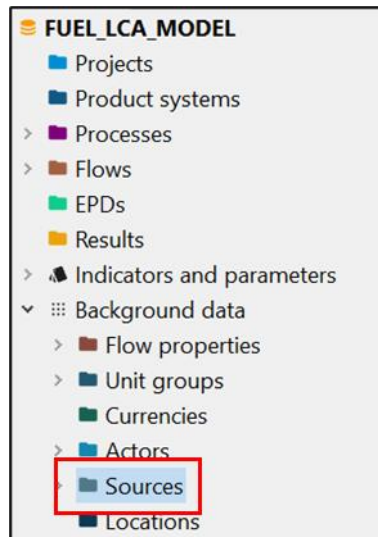 FUEL_LCA_MODEL
Projects
Product systems
Processes
Flows
EPDs
Results
Indicators and parameters
Background data
Flow properties
Unit groups
Currencies
Actors
Sources
Locations